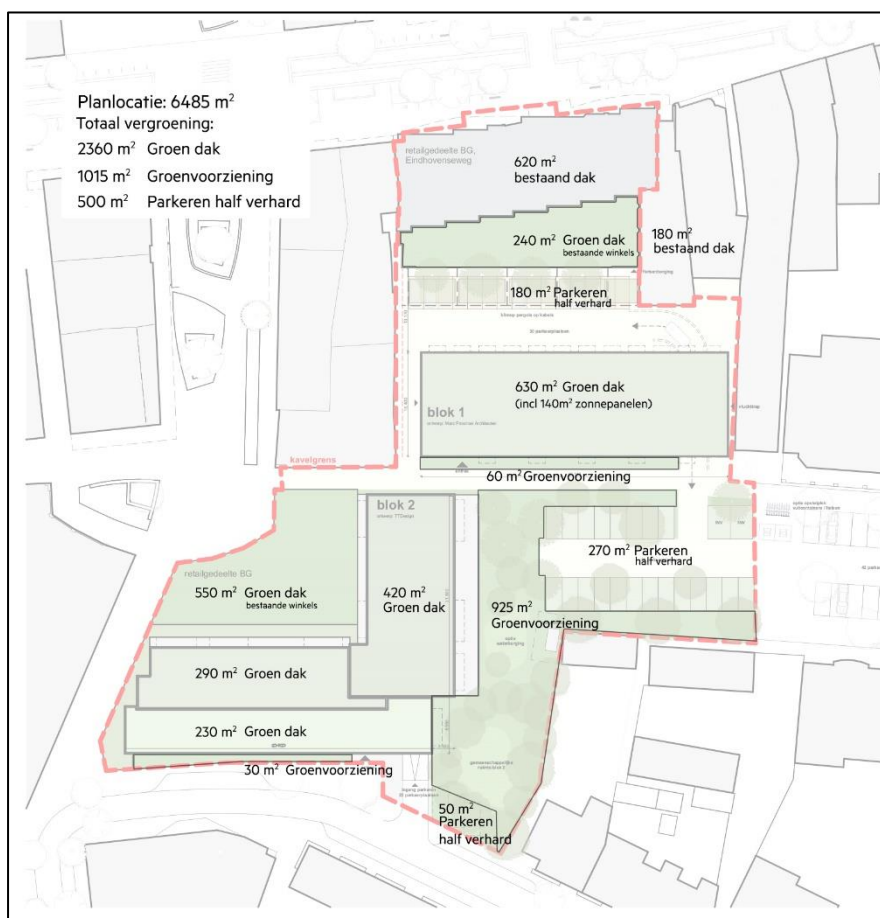 Planlocatie: 6485 m²
Totaal vergroening:
2360 m² Groen dak
1015 m² Groenvoorziening
500 m² Parkeren half verhard
retailgedeelte BG,
Eindhovenseweg
620 m²
bestaand dak
240 m² Groen dak
bestaande winkels
180 m²
bestaand dak
180 m² Parkeren
half verhard
630 m² Groen dak
(incl 140m² zonnepanelen)
blok 1
kavelgrens
60 m² Groenvoorziening
blok 2
retailgedeelte BG
550 m² Groen dak
bestaande winkels
420 m²
Groen dak
270 m² Parkeren
half verhard
925 m²
Groenvoorziening
290 m² Groen dak
230 m² Groen dak
30 m² Groenvoorziening
50 m²
Parkeren
half verhard